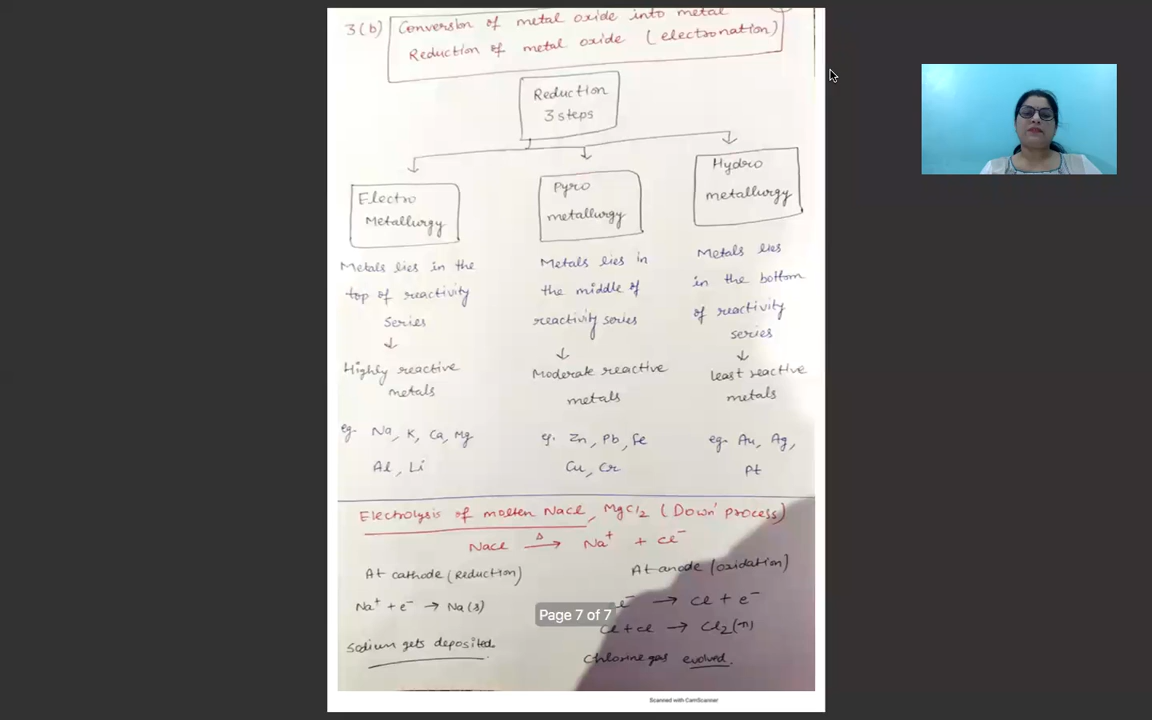 3(b) Conversion of metal oxide into metal
Reduction of metal oxide (electronation)
Reduction
3 steps
Electro
Metallurgy
Metals lies in the
top of reactivity
Series
↓
Highly reactive
metals
eg. Na, K, Ca, Mg
Al, Li
Pyro
metallurgy
Metals lies in
the middle of
reactivity series
↓
Moderate reactive
metals
eg. Zn, Pb, Fe
Cu, Cr
Hydro
metallurgy
Metals lies
in the bottom
of reactivity
series
↓
least reactive
metals
eg. Au, Ag,
Pt
Electrolysis of molten Nacl, MgCl2 (Down' process)
Nacl Δ→ Na+ + cl−
At cathode (Reduction)
Na+ + e− → Na(s)
Sodium gets deposited.
At anode (oxidation)
e− → cl + e−
cl + cl → Cl2(↑)
Chlorine gas evolved.
Page 7 of 7
Scanned with CamScanner